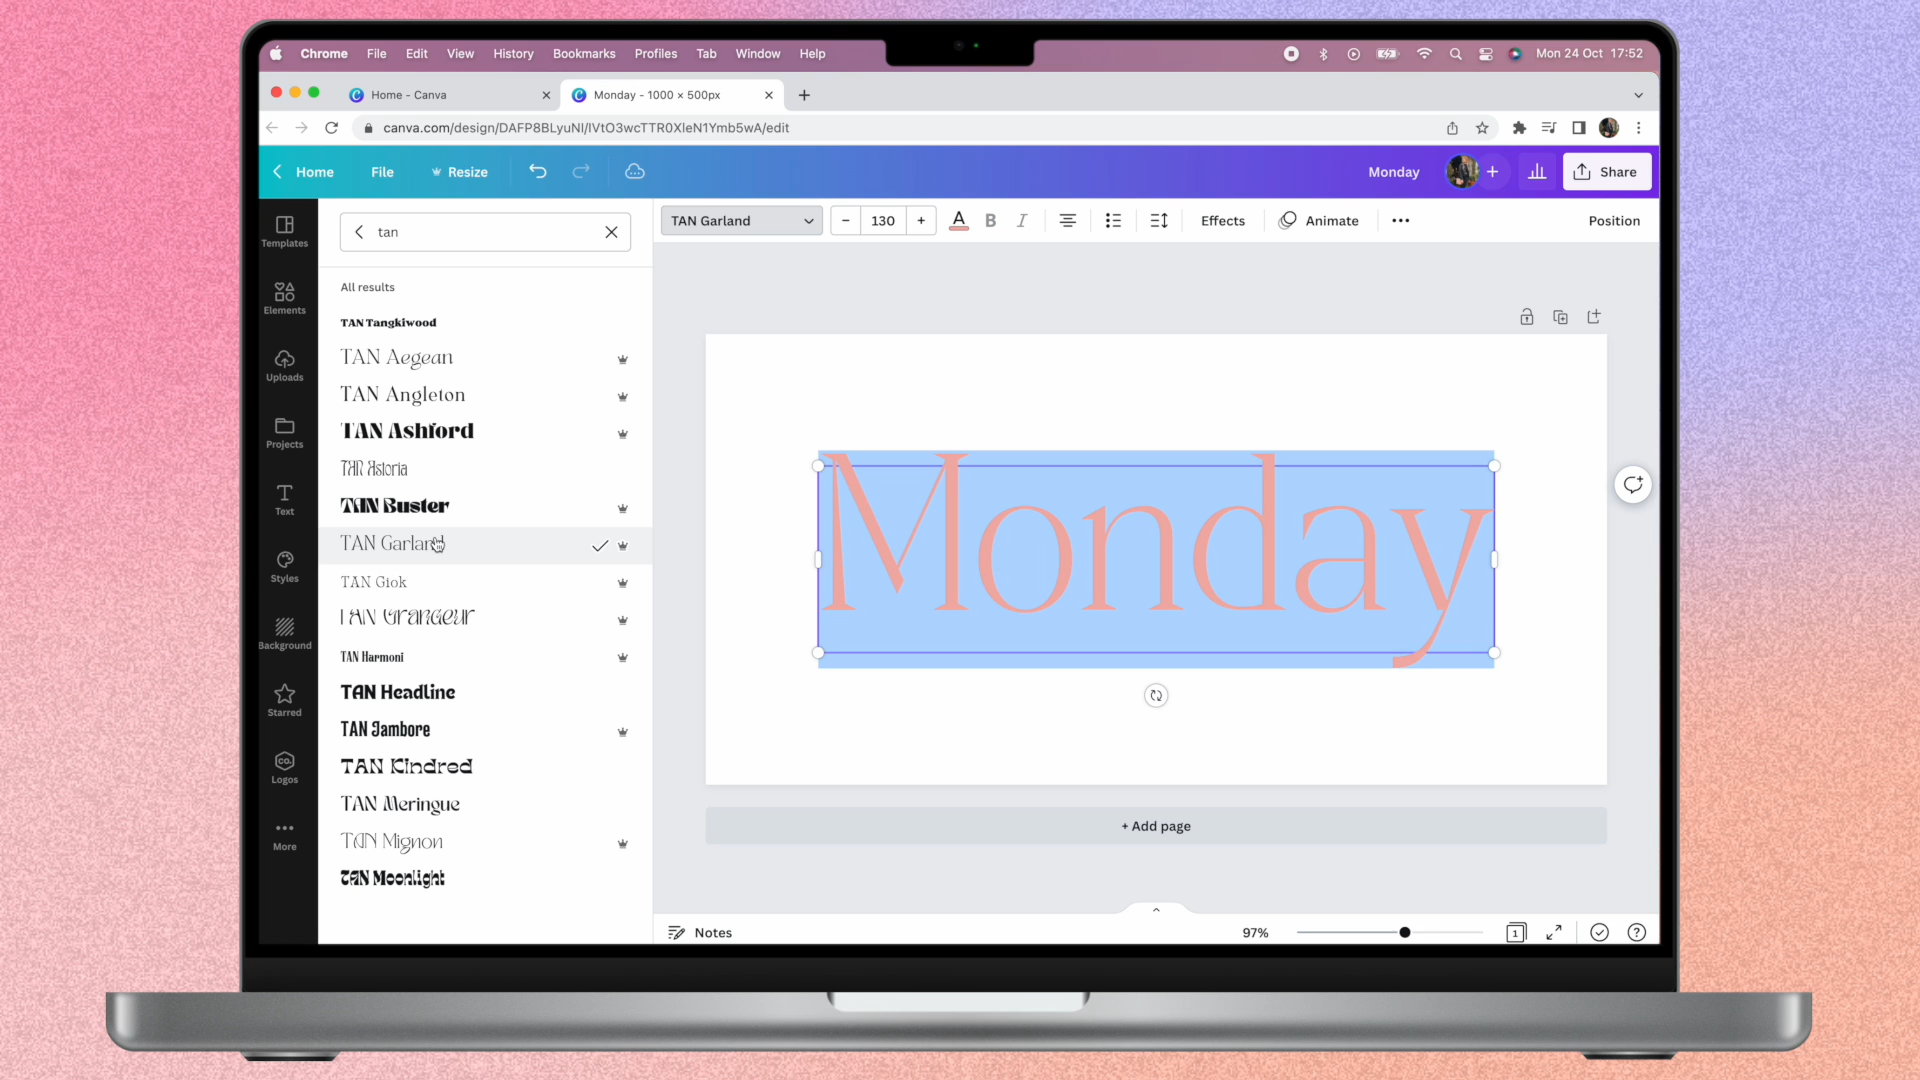 Chrome File Edit View History Bookmarks Profiles Tab Window Help Mon 24 Oct 17:52
Home - Canva Monday - 1000 × 500px
canva.com/design/DAFP8BLyuNI/lVtO3wcTTR0XleN1Ymb5wA/edit
Home File Resize Monday Share
tan
TAN Garland 130 A B I Effects Animate Position
Templates
Elements
Uploads
Projects
Text
Styles
Background
Starred
CO.
Logos
More
All results
TAN Tangkiwood
TAN Aegean
TAN Angleton
TAN Ashford
TAN Astoria
TAN Buster
TAN Garland
TAN Giok
TAN Grandeur
TAN Harmoni
TAN Headline
TAN Jambore
TAN Kindred
TAN Meringue
TAN Mignon
TAN Moonlight
Monday
+ Add page
Notes 97% 1 ?